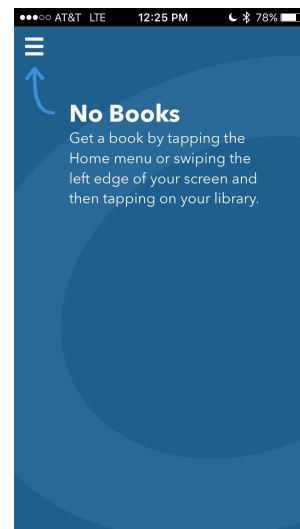 AT&T LTE 12:25 PM 78%
No Books
Get a book by tapping the
Home menu or swiping the
left edge of your screen and
then tapping on your library.